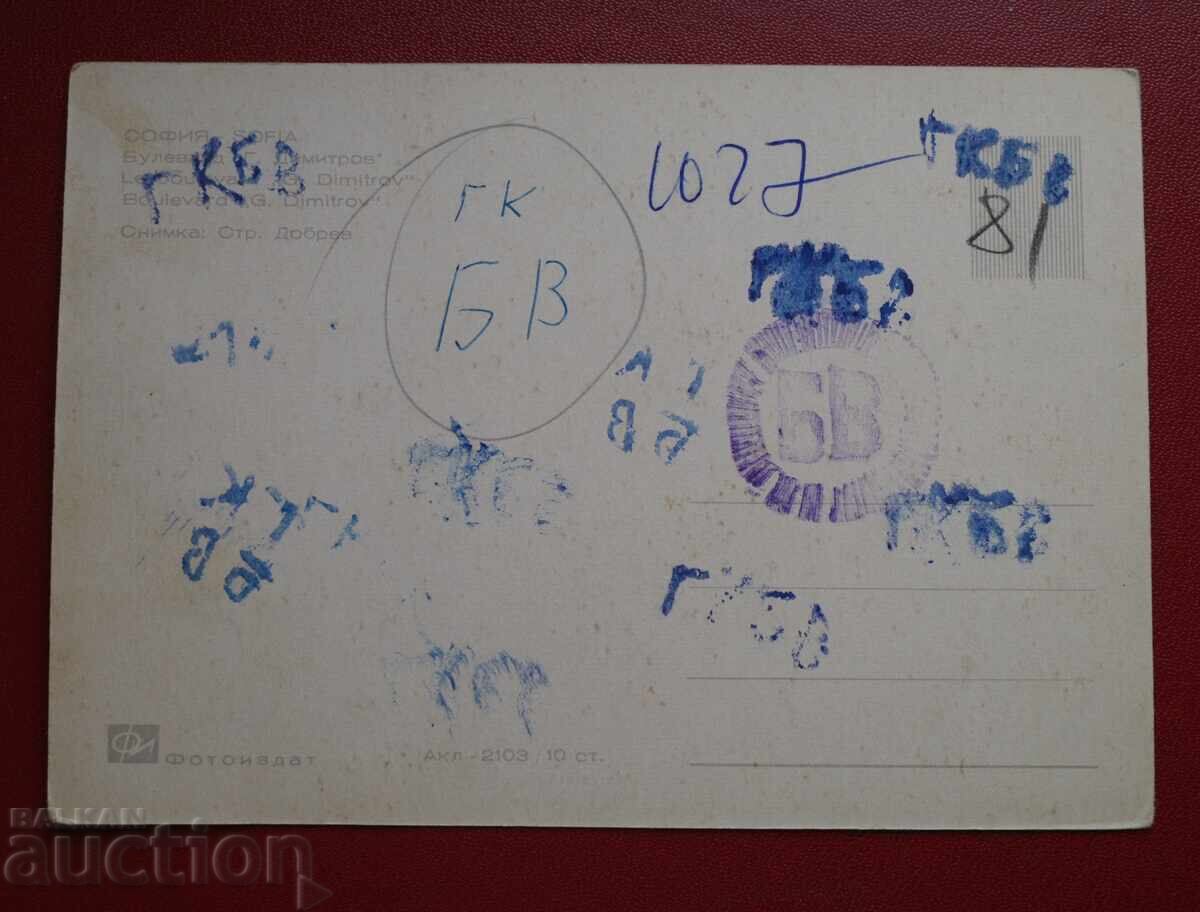 СОФИЯ - SOFIA
Булевард „Г. Димитров“
Le boulevard „G. Dimitrov“
Boulevard „G. Dimitrov“
Снимка: Стр. Добрев
ГКБВ
ГК
БВ
1027
ГКБВ
81
БВ
ГКБВ
ФИ
Фотоиздат
Акл - 2103 / 10 ст.
BALKAN
auction